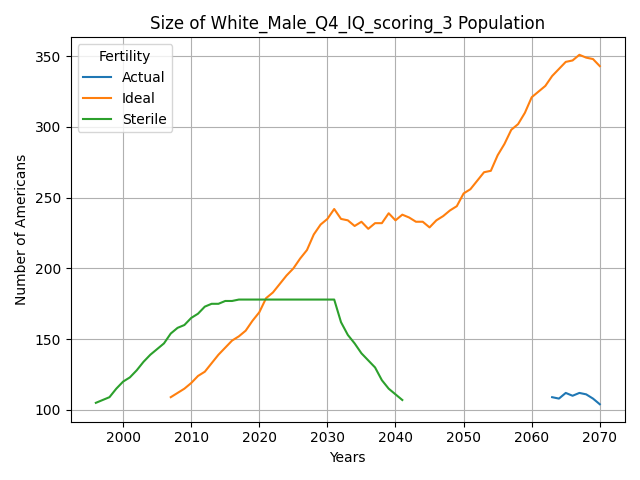 Size of White_Male_Q4_IQ_scoring_3 Population
Fertility
Actual
Ideal
Sterile
Number of Americans
350
300
250
200
150
100
2000 2010 2020 2030 2040 2050 2060 2070
Years